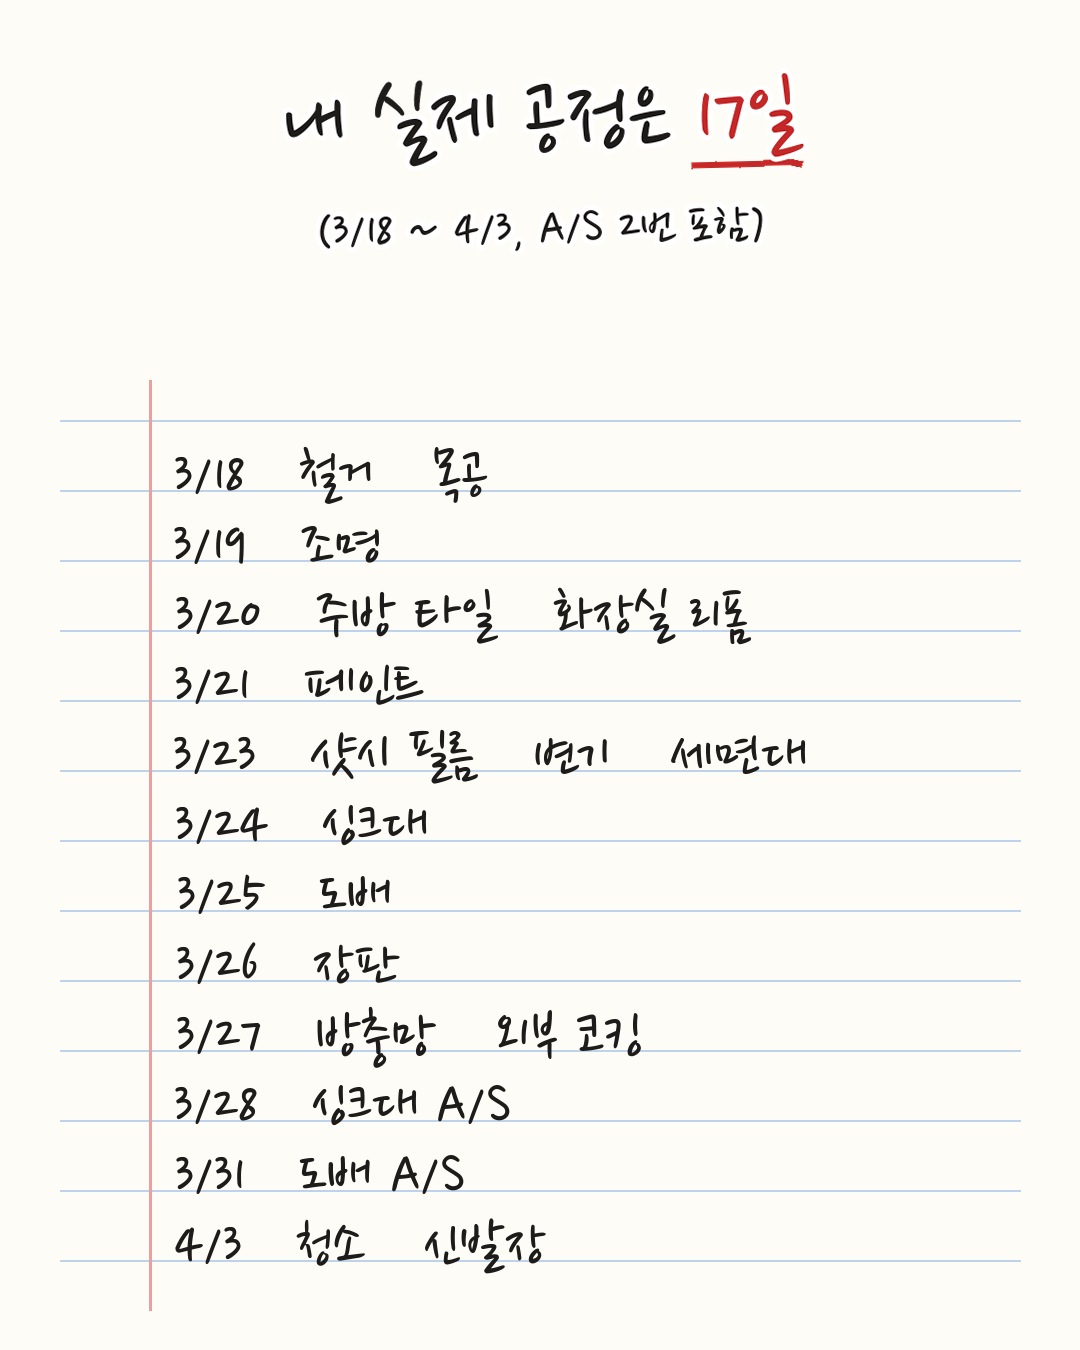 내 실제 공정은 17일
(3/18 ~ 4/3, A/S 2번 포함)
3/18 철거 목공
3/19 조명
3/20 주방 타일 화장실 리폼
3/21 페인트
3/23 샷시 필름 변기 세면대
3/24 싱크대
3/25 도배
3/26 장판
3/27 방충망 외부 코킹
3/28 싱크대 A/S
3/31 도배 A/S
4/3 청소 신발장